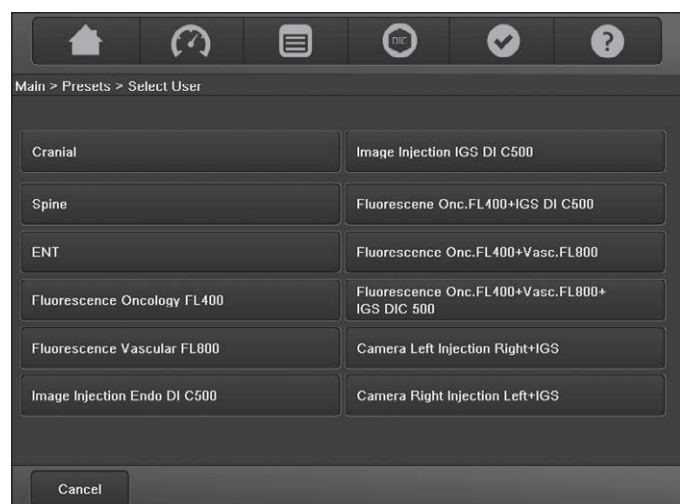 DIC
?
Main > Presets > Select User
Cranial
Image Injection IGS DI C500
Spine
Fluorescene Onc.FL400+IGS DI C500
ENT
Fluorescence Onc.FL400+Vasc.FL800
Fluorescence Oncology FL400
Fluorescence Onc.FL400+Vasc.FL800+
IGS DIC 500
Fluorescence Vascular FL800
Camera Left Injection Right+IGS
Image Injection Endo DI C500
Camera Right Injection Left+IGS
Cancel